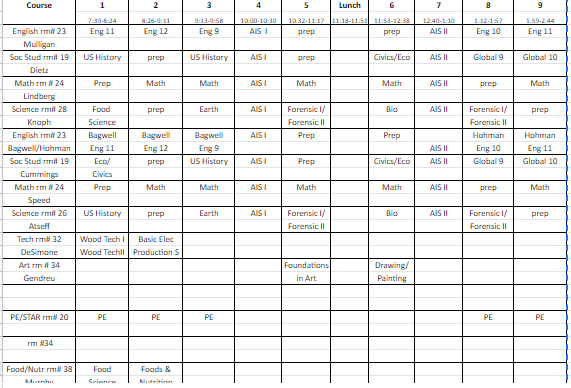 Course 1 2 3 4 5 Lunch 6 7 8 9
7:39-8:24 8:26-9:11 9:13-9:58 10:00-10:30 10:32-11:17 11:18-11:51 11:53-12:38 12:40-1:10 1:12-1:57 1:59-2:44
English rm# 23 Eng 11 Eng 12 Eng 9 AIS I prep prep AIS II Eng 10 Eng 11
Mulligan
Soc Stud rm# 19 US History prep US History AIS I prep Civics/Eco AIS II Global 9 Global 10
Dietz
Math rm # 24 Prep Math Math AIS I Math Math AIS II prep Math
Lindberg
Science rm# 28 Food prep Earth AIS I Forensic I/ Bio AIS II Forensic I/ prep
Knoph Science Forensic II Forensic II
English rm# 23 Bagwell Bagwell Bagwell AIS I Prep Prep Hohman Hohman
Bagwell/Hohman Eng 11 Eng 12 Eng 9 AIS II Eng 10 Eng 11
Soc Stud rm# 19 Eco/ prep US History AIS I prep Civics/Eco AIS II Global 9 Global 10
Cummings Civics
Math rm # 24 Prep Math Math AIS I Math Math AIS II prep Math
Speed
Science rm# 26 US History prep Earth AIS I Forensic I/ Bio AIS II Forensic I/ prep
Atseff Forensic II Forensic II
Tech rm# 32 Wood Tech I Basic Elec
DeSimone Wood TechII Production S
Art rm # 34 Foundations Drawing/
Gendreu in Art Painting
PE/STAR rm# 20 PE PE PE PE PE
rm #34
Food/Nutr rm# 38 Food Foods &
Murphy Science Nutrition